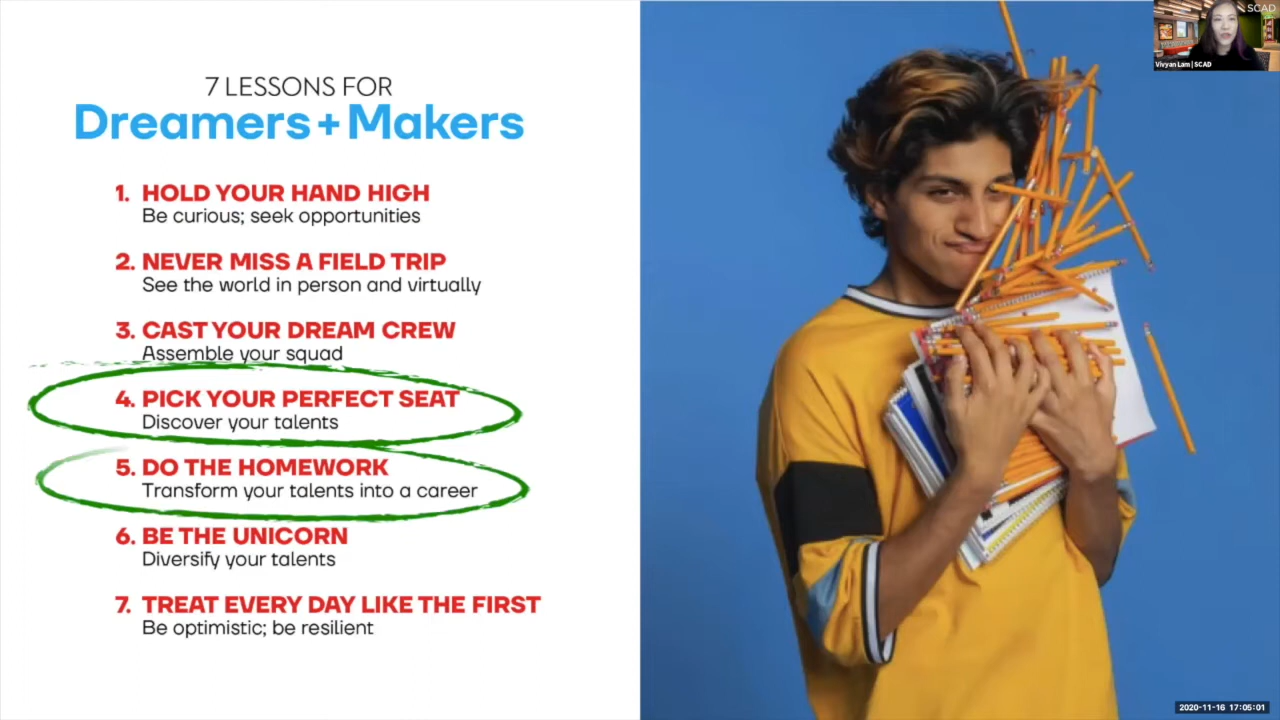 7 LESSONS FOR
Dreamers + Makers
1. HOLD YOUR HAND HIGH
Be curious; seek opportunities
2. NEVER MISS A FIELD TRIP
See the world in person and virtually
3. CAST YOUR DREAM CREW
Assemble your squad
4. PICK YOUR PERFECT SEAT
Discover your talents
5. DO THE HOMEWORK
Transform your talents into a career
6. BE THE UNICORN
Diversify your talents
7. TREAT EVERY DAY LIKE THE FIRST
Be optimistic; be resilient
SCAD
Vivyan Lam | SCAD
2020-11-16 17:05:01